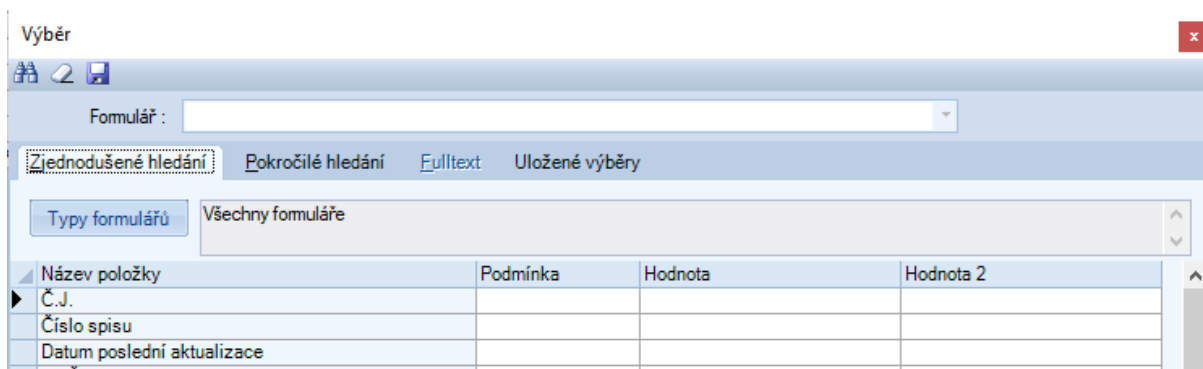 Výběr
Formulář :
Zjednodušené hledání Pokročilé hledání Fulltext Uložené výběry
Typy formulářů Všechny formuláře
Název položky Podmínka Hodnota Hodnota 2
Č.J.
Číslo spisu
Datum poslední aktualizace